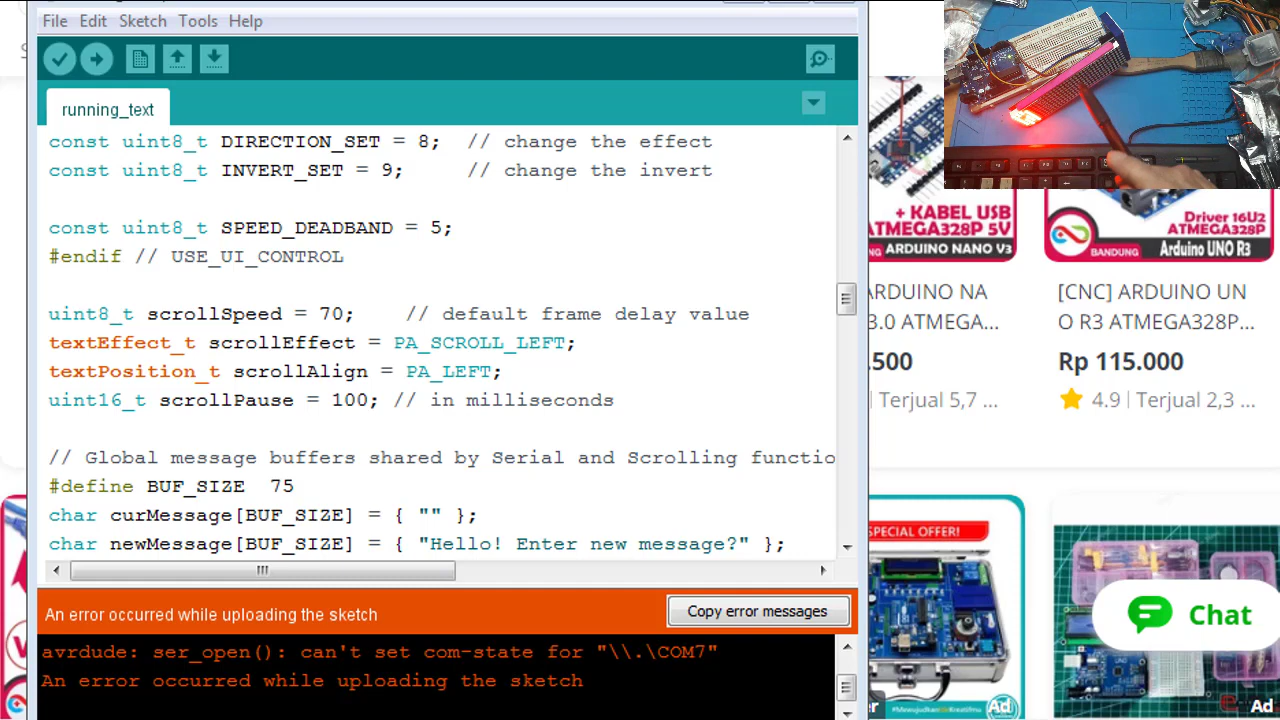 File Edit Sketch Tools Help
running_text
const uint8_t DIRECTION_SET = 8;  // change the effect
const uint8_t INVERT_SET = 9;     // change the invert
const uint8_t SPEED_DEADBAND = 5;
#endif // USE_UI_CONTROL
uint8_t scrollSpeed = 70;    // default frame delay value
textEffect_t scrollEffect = PA_SCROLL_LEFT;
textPosition_t scrollAlign = PA_LEFT;
uint16_t scrollPause = 100; // in milliseconds
// Global message buffers shared by Serial and Scrolling functio
#define BUF_SIZE  75
char curMessage[BUF_SIZE] = { "" };
char newMessage[BUF_SIZE] = { "Hello! Enter new message?" };
An error occurred while uploading the sketch
Copy error messages
avrdude: ser_open(): can't set com-state for "\\.\COM7"
An error occurred while uploading the sketch
+ KABEL USB
ATMEGA328P 5V
BANDUNG ARDUINO NANO V3
ARDUINO NA
3.0 ATMEGA...
.500
Terjual 5,7 ...
Driver 16U2
ATMEGA328P
BANDUNG Arduino UNO R3
[CNC] ARDUINO UN
O R3 ATMEGA328P...
Rp 115.000
4.9 Terjual 2,3 ...
SPECIAL OFFER!
Chat
Ad
Ad